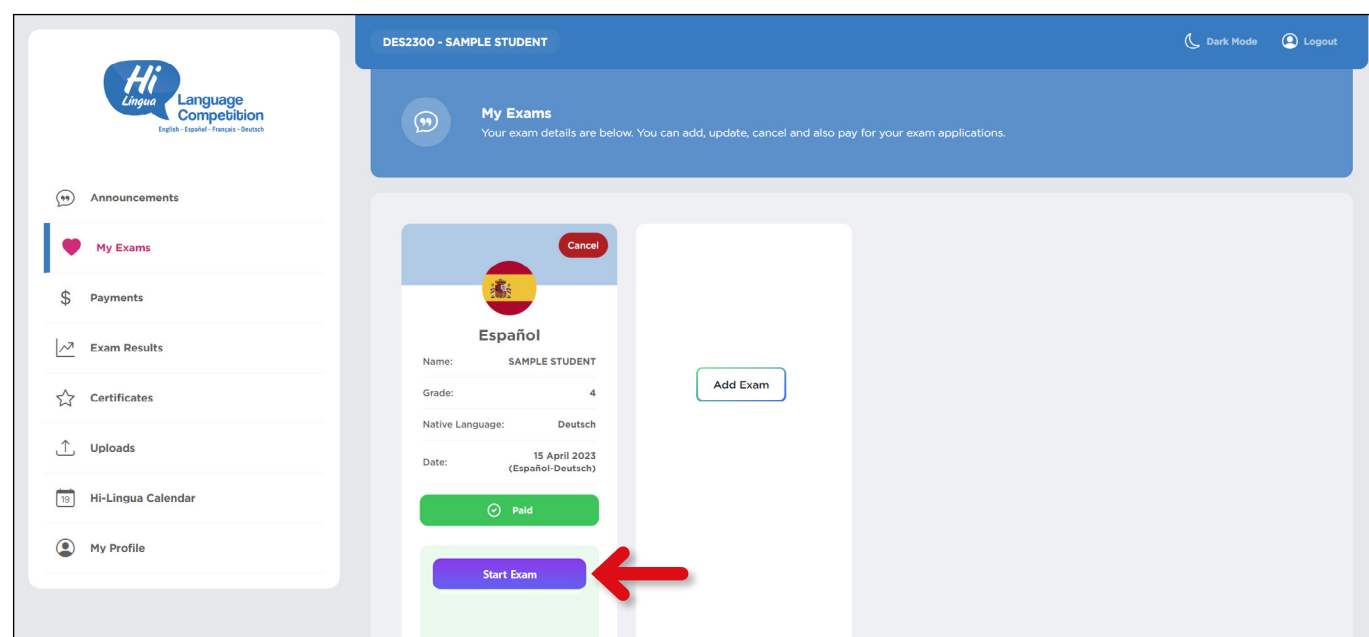 DES2300 - SAMPLE STUDENT
Dark Mode
Logout
Hi
Lingua
Language
Competition
English - Español - Français - Deutsch
My Exams
Your exam details are below. You can add, update, cancel and also pay for your exam applications.
Announcements
My Exams
$ Payments
Exam Results
Certificates
Uploads
19 Hi-Lingua Calendar
My Profile
Cancel
Español
Name: SAMPLE STUDENT
Grade: 4
Native Language: Deutsch
Date: 15 April 2023
(Español-Deutsch)
Paid
Start Exam
Add Exam